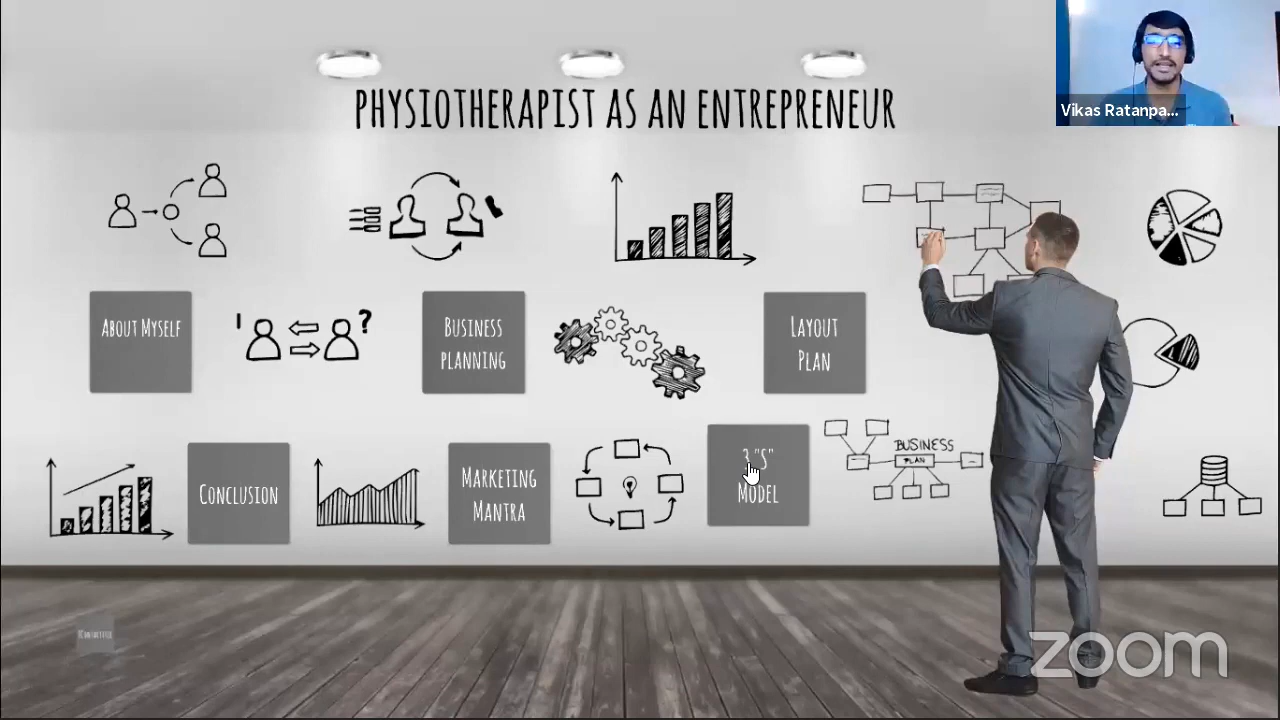 PHYSIOTHERAPIST AS AN ENTREPRENEUR
Vikas Ratanpa...
ABOUT MYSELF
1
?
BUSINESS
PLANNING
LAYOUT
PLAN
CONCLUSION
MARKETING
MANTRA
3 "S"
MODEL
BUSINESS
PLAN
zoom